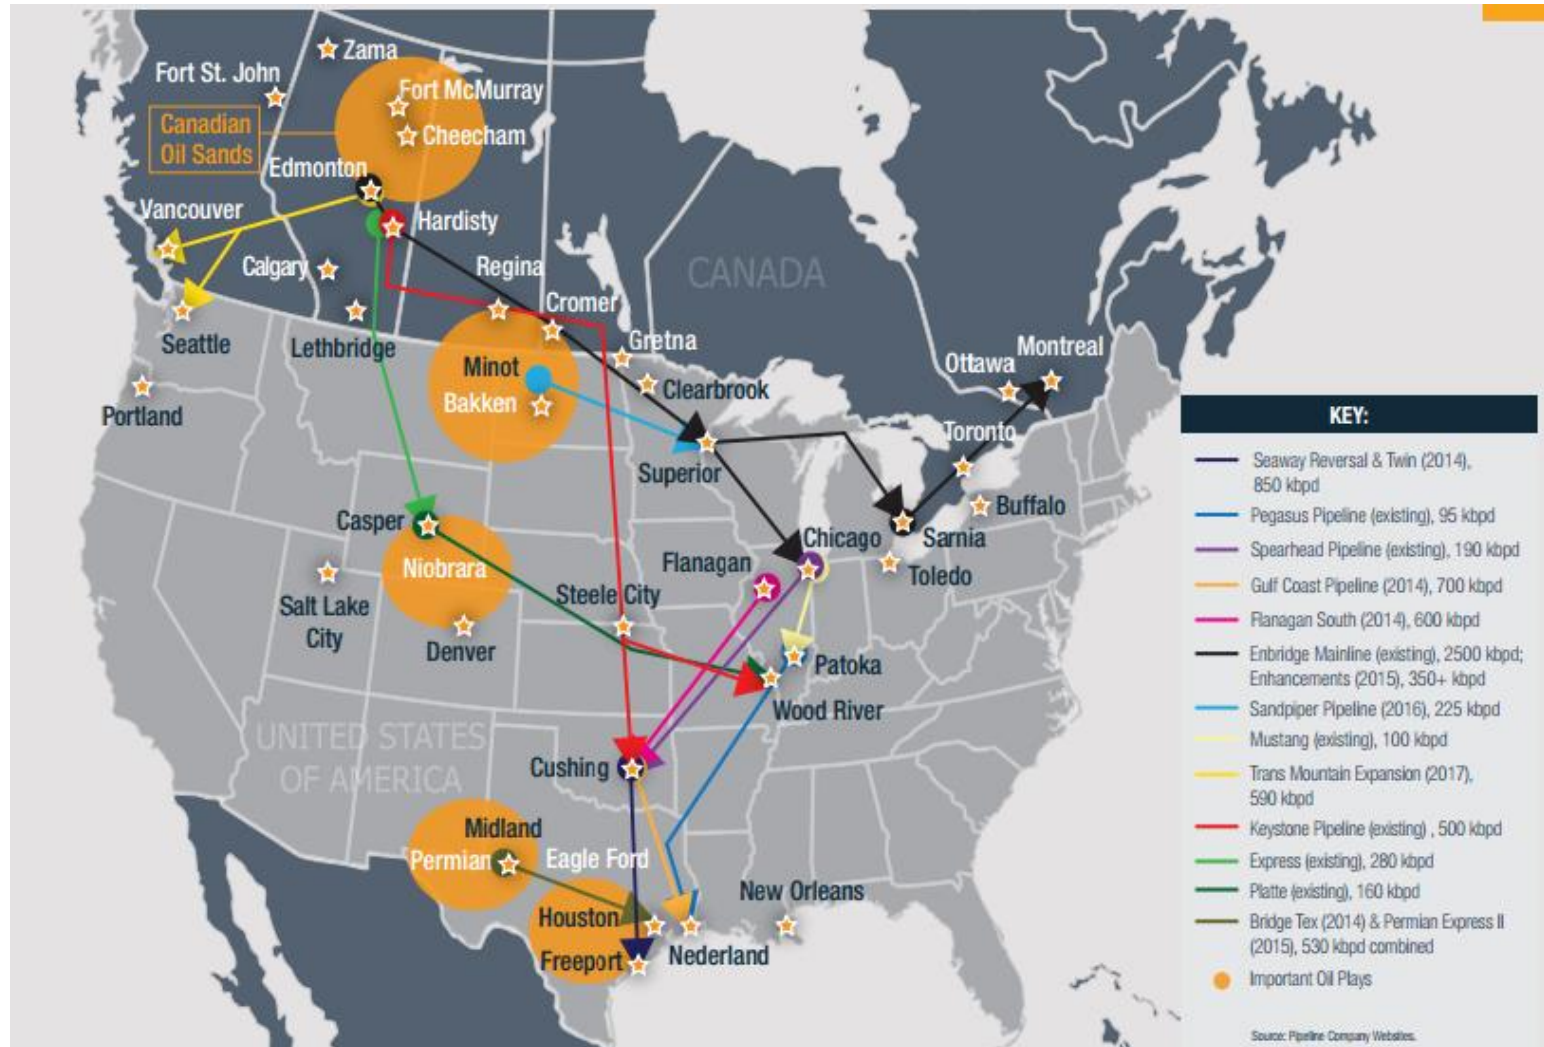 Zama
Fort St. John
Fort McMurray
Canadian
Oil Sands
Cheecham
Edmonton
Vancouver
Hardisty
Calgary
Regina
CANADA
Cromer
Seattle
Lethbridge
Gretna
Minot
Clearbrook
Bakken
Portland
Ottawa
Montreal
Toronto
Superior
Buffalo
Casper
Chicago
Sarnia
Flanagan
Toledo
Niobrara
Steele City
Salt Lake
City
Denver
Patoka
Wood River
UNITED STATES
OF AMERICA
Cushing
Midland
Permian
Eagle Ford
New Orleans
Houston
Nederland
Freeport
KEY:
Seaway Reversal & Twin (2014),
850 kbpd
Pegasus Pipeline (existing), 95 kbpd
Spearhead Pipeline (existing), 190 kbpd
Gulf Coast Pipeline (2014), 700 kbpd
Flanagan South (2014), 600 kbpd
Enbridge Mainline (existing), 2500 kbpd;
Enhancements (2015), 350+ kbpd
Sandpiper Pipeline (2016), 225 kbpd
Mustang (existing), 100 kbpd
Trans Mountain Expansion (2017),
590 kbpd
Keystone Pipeline (existing) , 500 kbpd
Express (existing), 280 kbpd
Platte (existing), 160 kbpd
Bridge Tex (2014) & Permian Express II
(2015), 530 kbpd combined
Important Oil Plays
Source: Pipeline Company Websites.